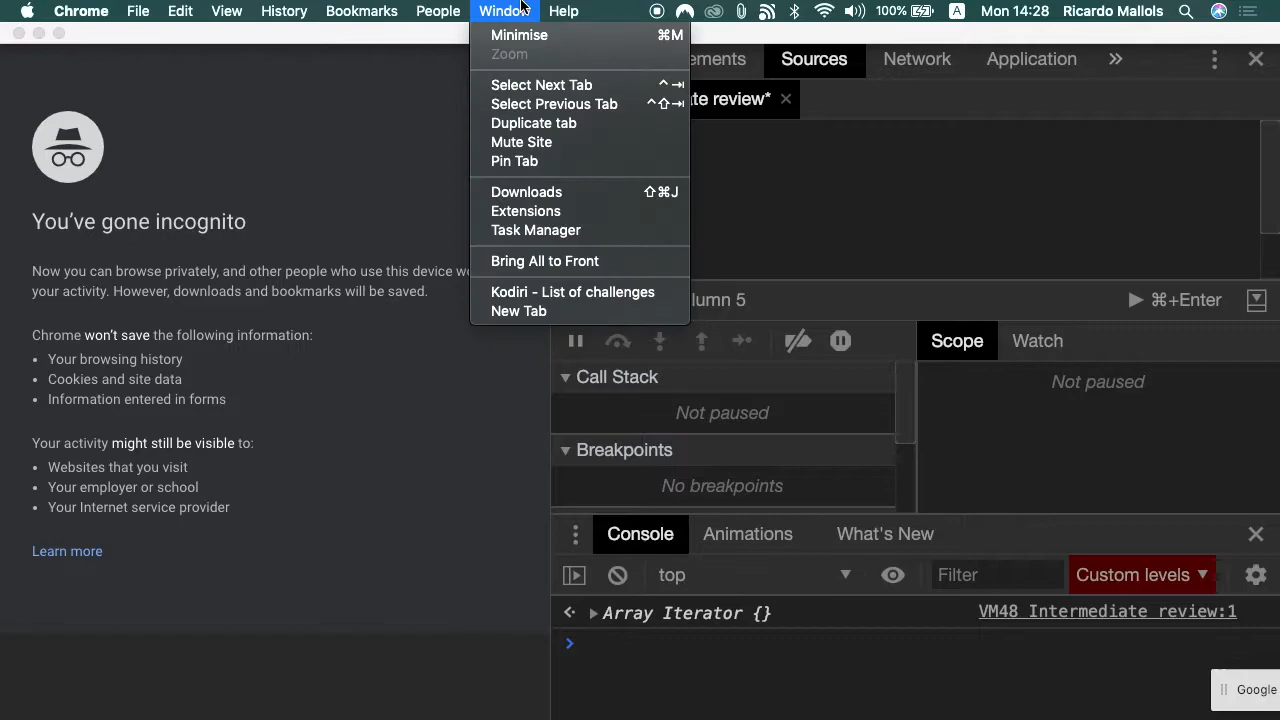 Chrome File Edit View History Bookmarks People Window Help 100% A Mon 14:28 Ricardo Mallols
Minimise ⌘M
Zoom
Select Next Tab ^⇥
Select Previous Tab ^⇧⇥
Duplicate tab
Mute Site
Pin Tab
Downloads ⇧⌘J
Extensions
Task Manager
Bring All to Front
Kodiri - List of challenges
New Tab
You've gone incognito
Now you can browse privately, and other people who use this device
your activity. However, downloads and bookmarks will be saved.
Chrome won't save the following information:
• Your browsing history
• Cookies and site data
• Information entered in forms
Your activity might still be visible to:
• Websites that you visit
• Your employer or school
• Your Internet service provider
Learn more
ements Sources Network Application »
te review* ×
lumn 5 ⌘+Enter
Scope Watch
Not paused
Call Stack
Not paused
Breakpoints
No breakpoints
Console Animations What's New
top Filter Custom levels
Array Iterator {} VM48 Intermediate review:1
Google